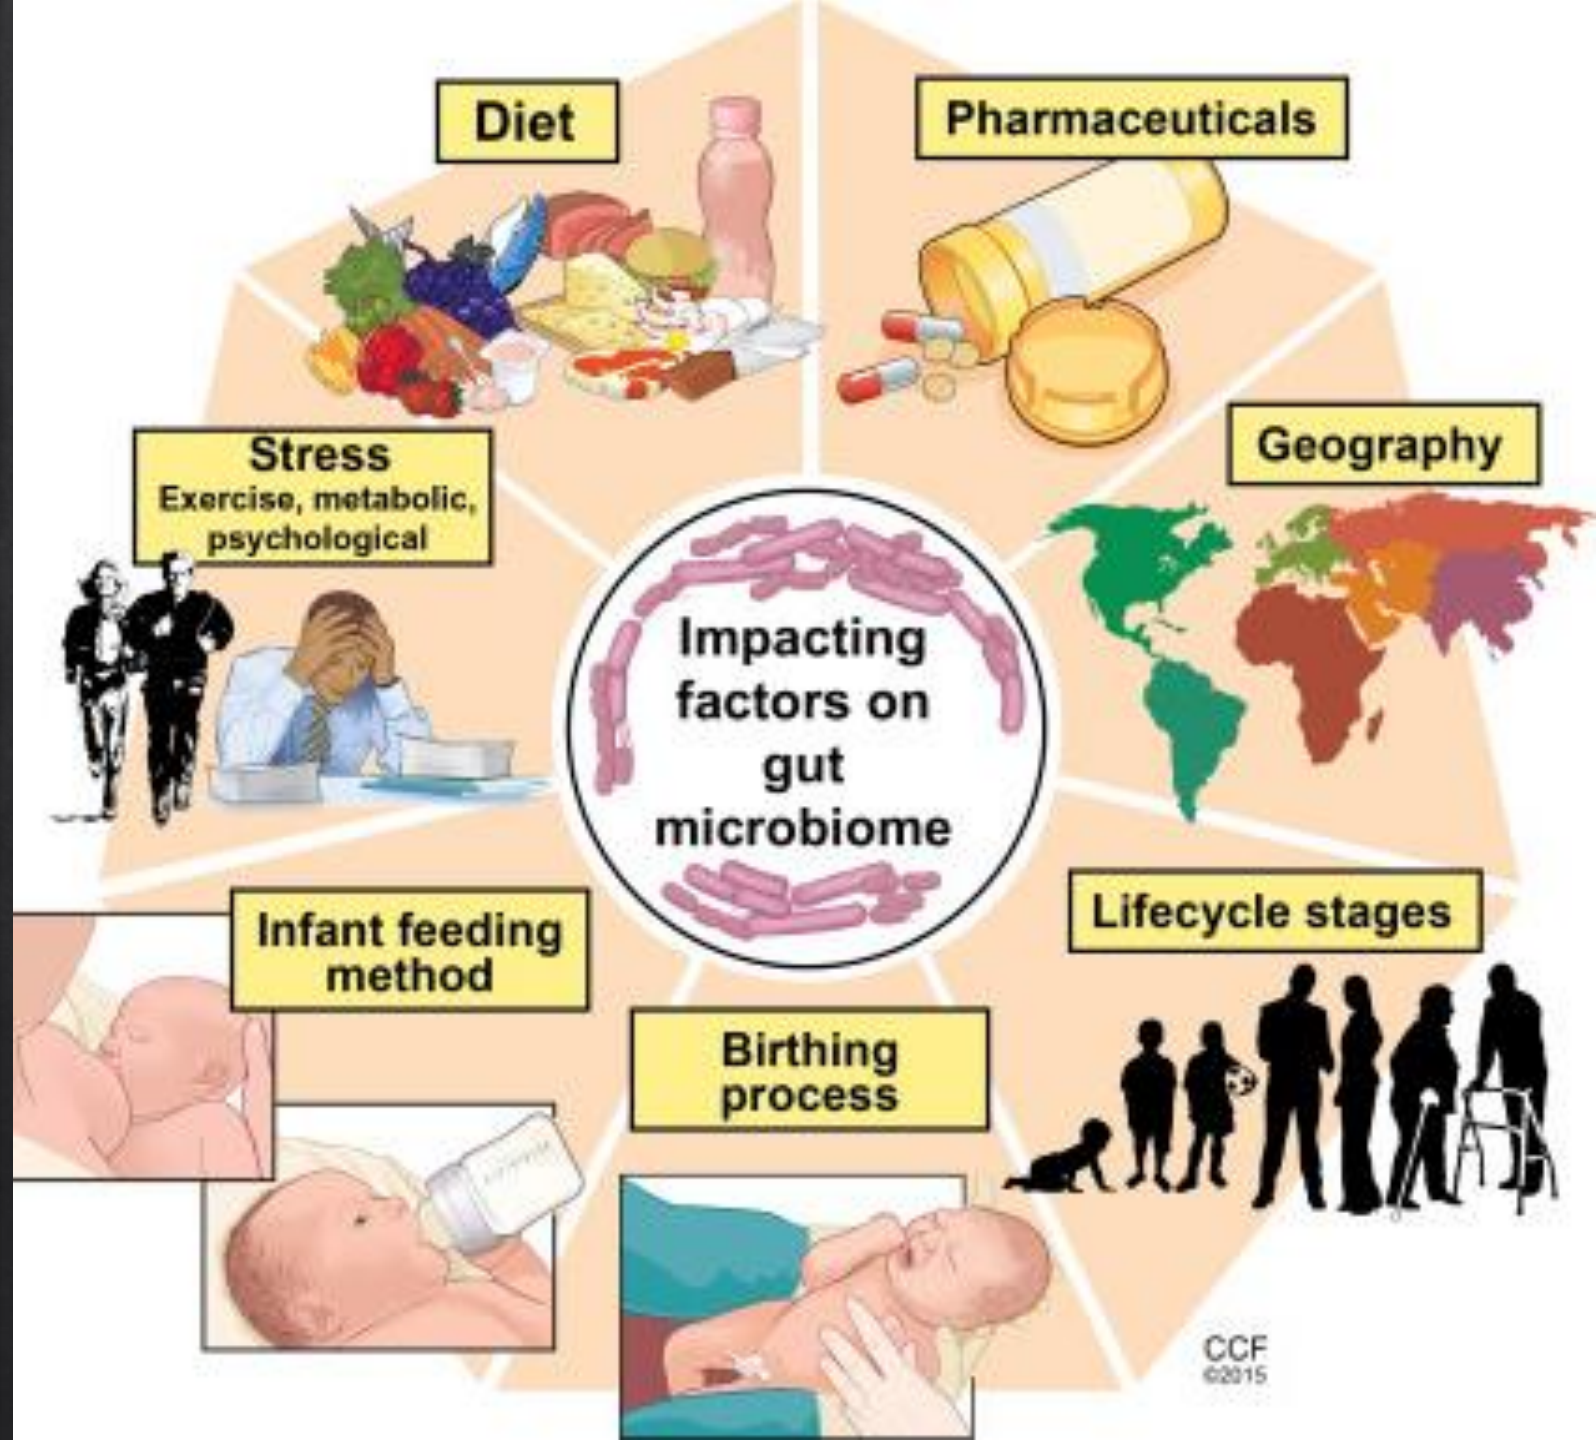 Diet
Pharmaceuticals
Stress
Exercise, metabolic,
psychological
Geography
Impacting
factors on
gut
microbiome
Infant feeding
method
Lifecycle stages
Birthing
process
CCF
©2015